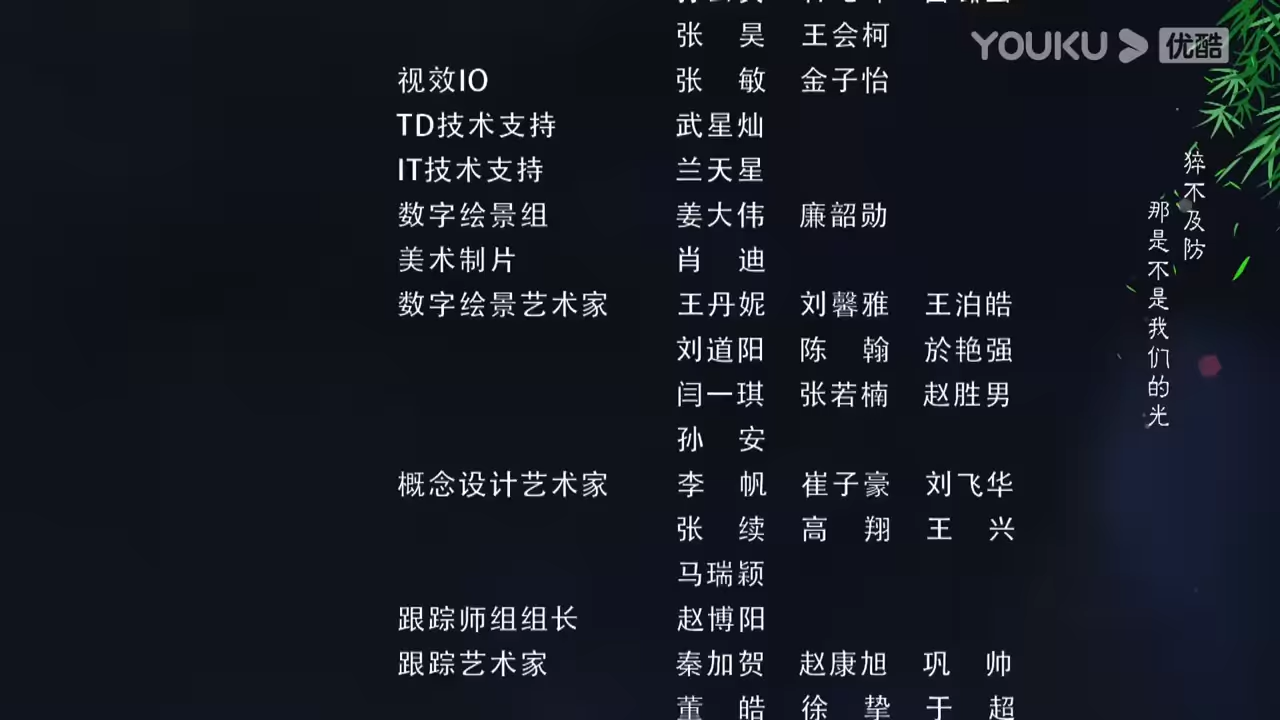 张 昊 王会柯
YOUKU 优酷
视效IO 张 敏 金子怡
TD技术支持 武星灿
IT技术支持 兰天星
数字绘景组 姜大伟 廉韶勋
美术制片 肖 迪
数字绘景艺术家 王丹妮 刘馨雅 王泊皓
刘道阳 陈 翰 於艳强
闫一琪 张若楠 赵胜男
孙 安
概念设计艺术家 李 帆 崔子豪 刘飞华
张 续 高 翔 王 兴
马瑞颖
跟踪师组组长 赵博阳
跟踪艺术家 秦加贺 赵康旭 巩 帅
董 皓 徐 挚 于 超
猝不及防
那是不是我们的光